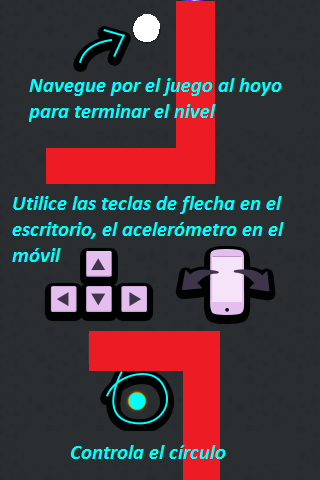 Navegue por el juego al hoyo
para terminar el nivel
Utilice las teclas de flecha en el
escritorio, el acelerómetro en el
móvil
Controla el círculo